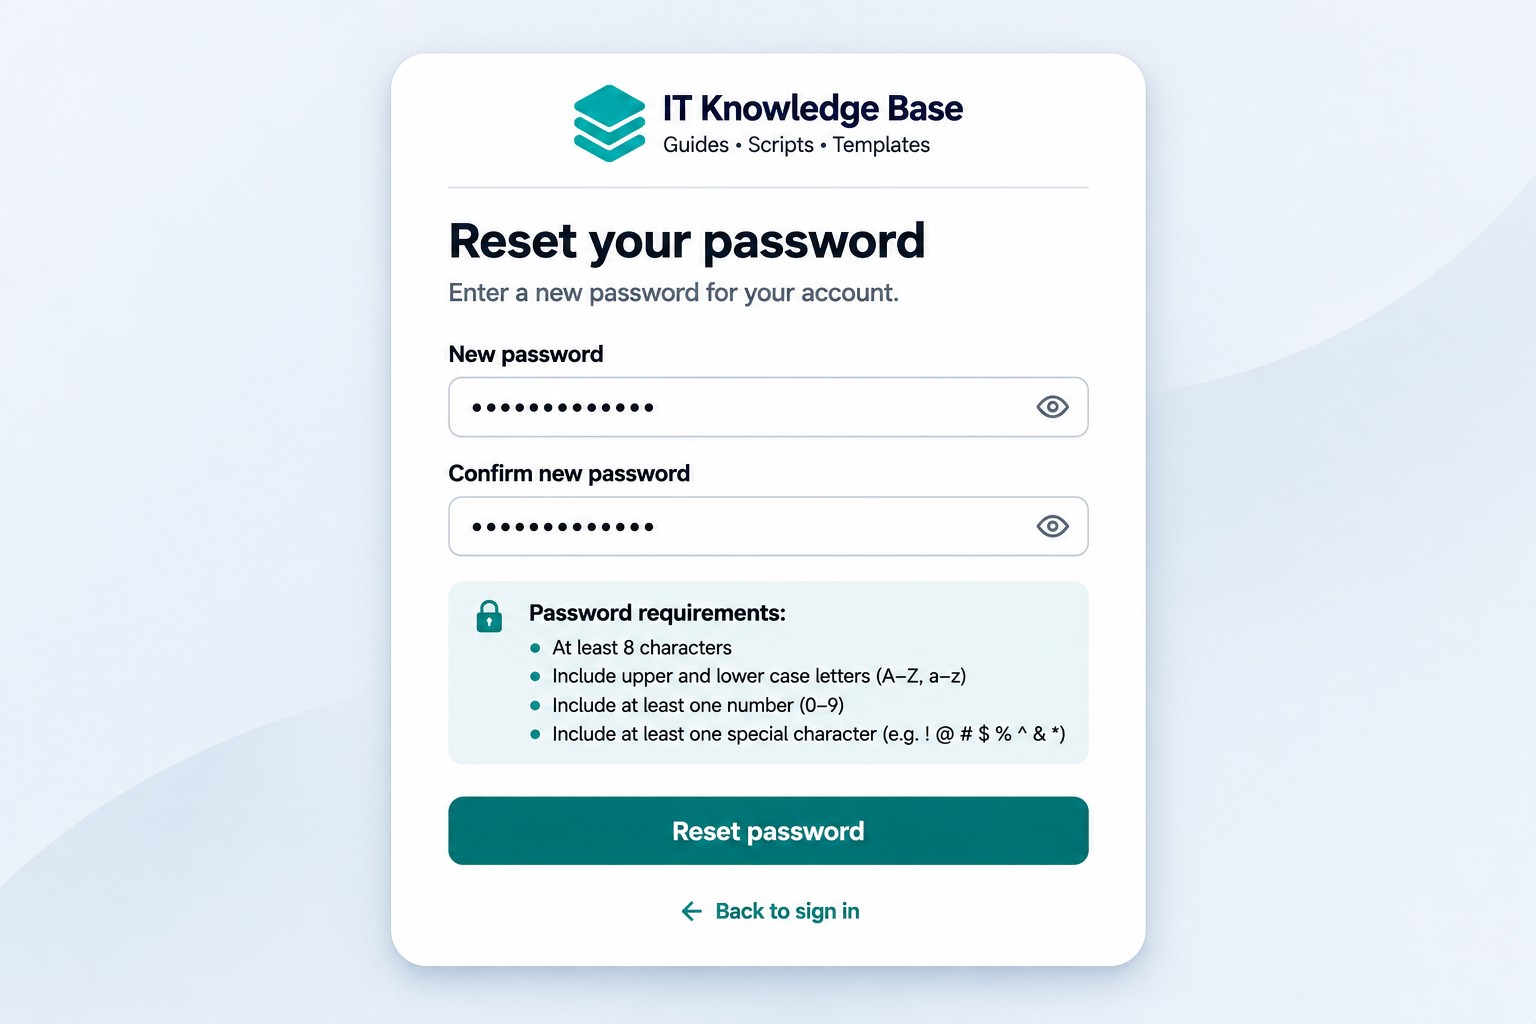 IT Knowledge Base
Guides • Scripts • Templates
Reset your password
Enter a new password for your account.
New password
•••••••••••••
Confirm new password
•••••••••••••
Password requirements:
• At least 8 characters
• Include upper and lower case letters (A–Z, a–z)
• Include at least one number (0–9)
• Include at least one special character (e.g. ! @ # $ % ^ & *)
Reset password
← Back to sign in